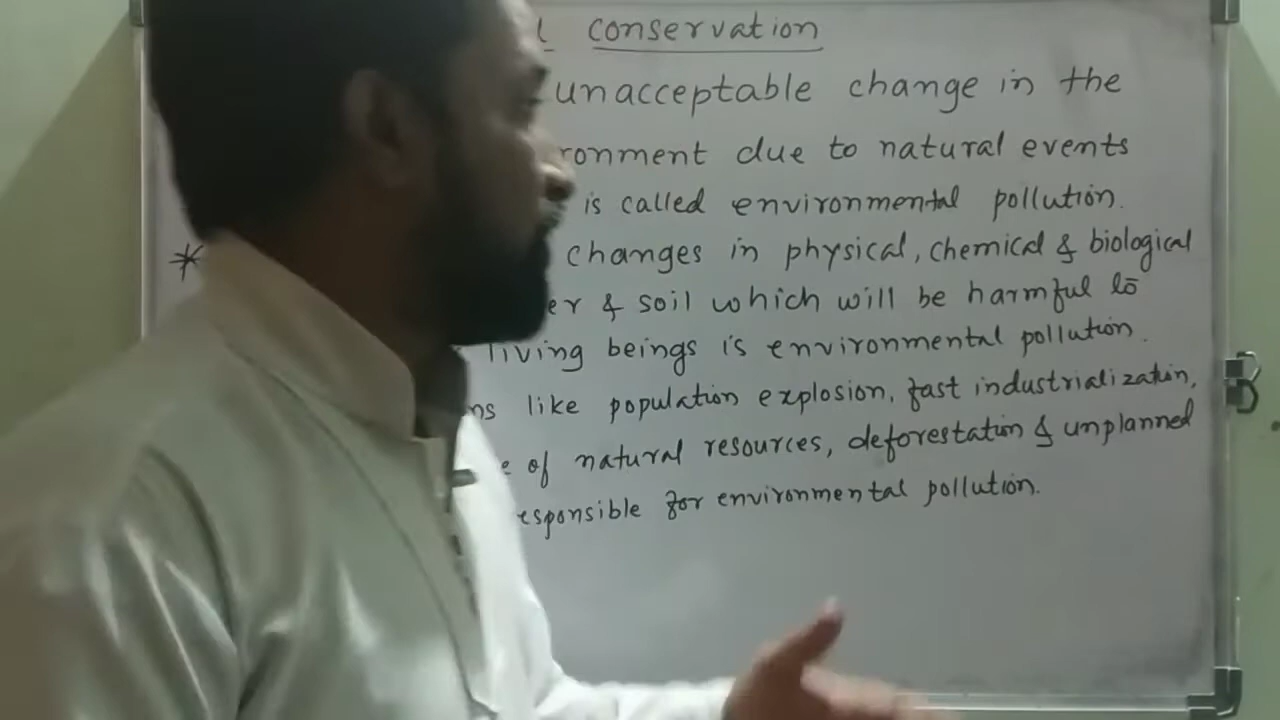 conservation
unacceptable change in the
ronment due to natural events
is called environmental pollution.
* changes in physical, chemical & biological
er & soil which will be harmful to
living beings is environmental pollution.
ns like population explosion, fast industrialization,
e of natural resources, deforestation & unplanned
esponsible for environmental pollution.